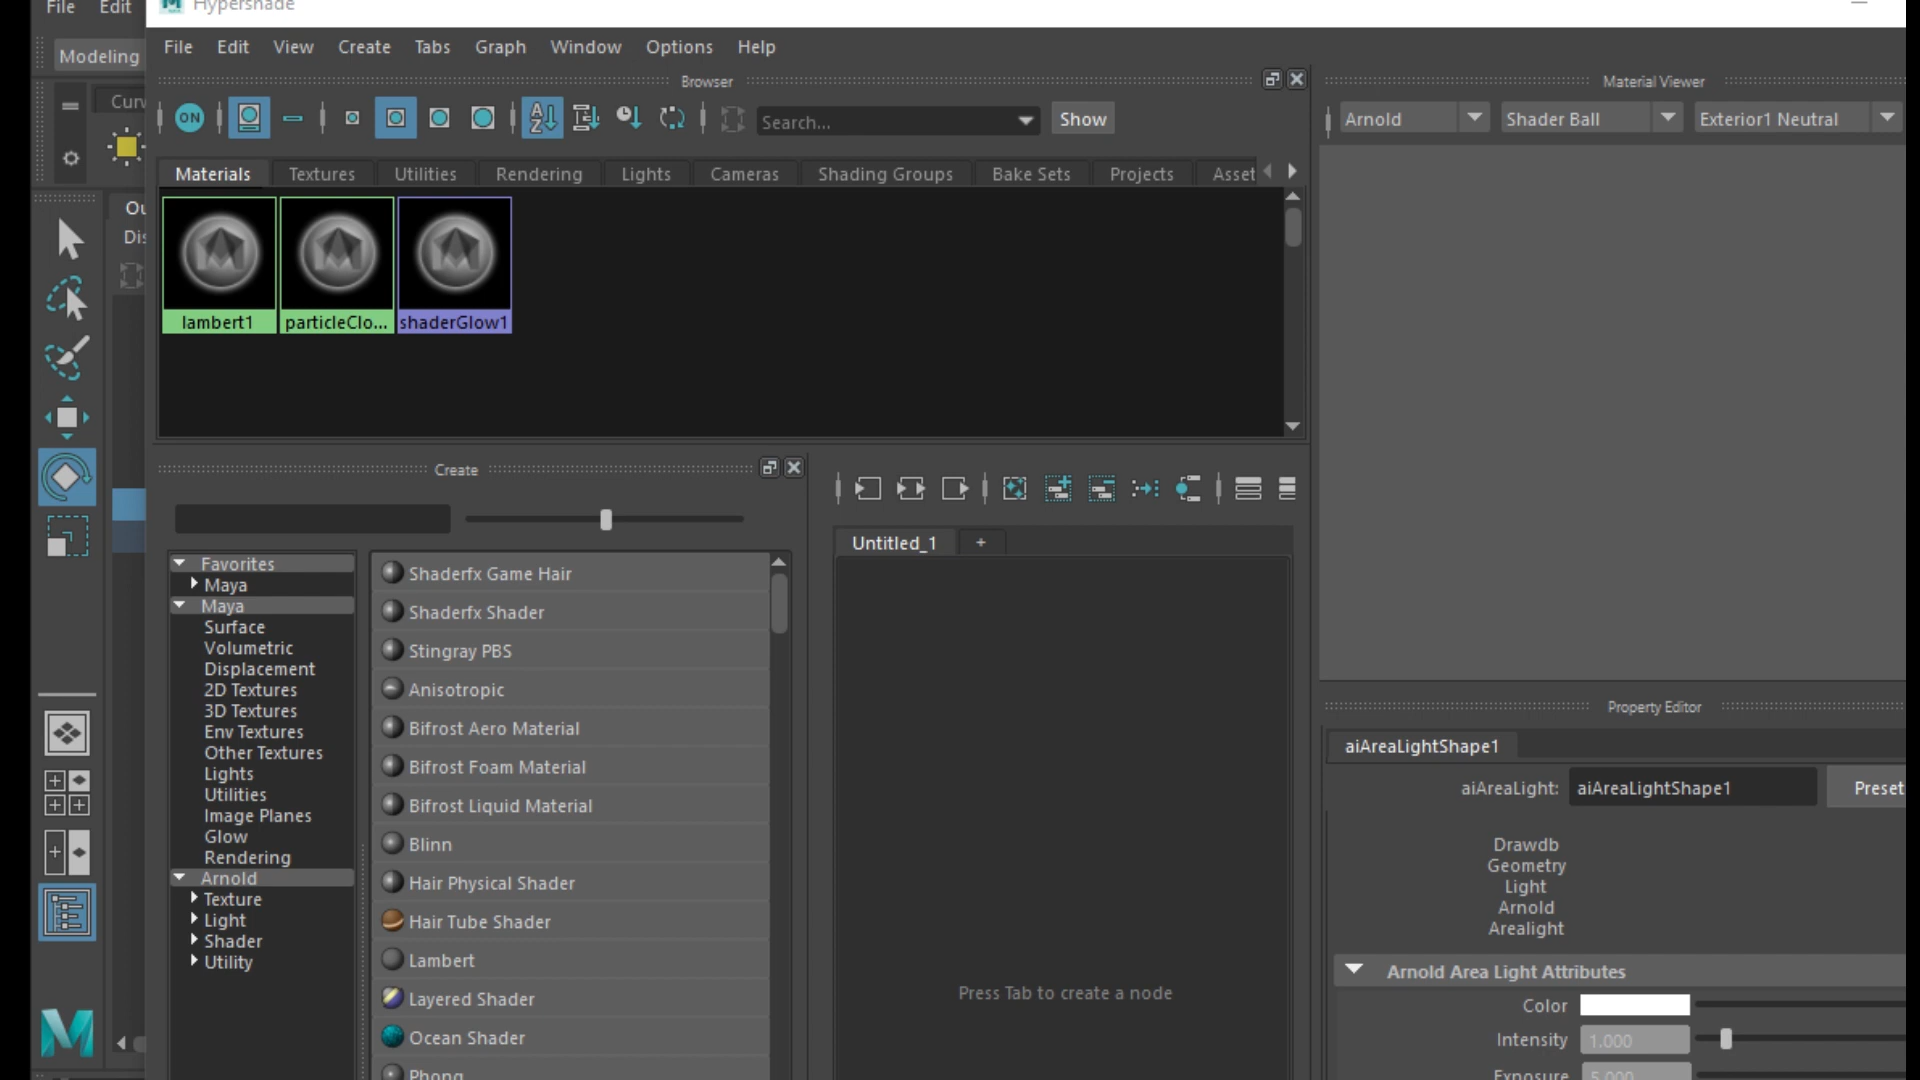 File Edit
Hypershade
Modeling
File Edit View Create Tabs Graph Window Options Help
Browser
Material Viewer
ON
Search...
Show
Arnold
Shader Ball
Exterior1 Neutral
Materials Textures Utilities Rendering Lights Cameras Shading Groups Bake Sets Projects Asset
lambert1 particleClo... shaderGlow1
Create
Untitled_1 +
Favorites
Maya
Maya
Surface
Volumetric
Displacement
2D Textures
3D Textures
Env Textures
Other Textures
Lights
Utilities
Image Planes
Glow
Rendering
Arnold
Texture
Light
Shader
Utility
Shaderfx Game Hair
Shaderfx Shader
Stingray PBS
Anisotropic
Bifrost Aero Material
Bifrost Foam Material
Bifrost Liquid Material
Blinn
Hair Physical Shader
Hair Tube Shader
Lambert
Layered Shader
Ocean Shader
Phong
Press Tab to create a node
Property Editor
aiAreaLightShape1
aiAreaLight: aiAreaLightShape1 Preset
Drawdb
Geometry
Light
Arnold
Arealight
Arnold Area Light Attributes
Color
Intensity 1.000
Exposure 5.000